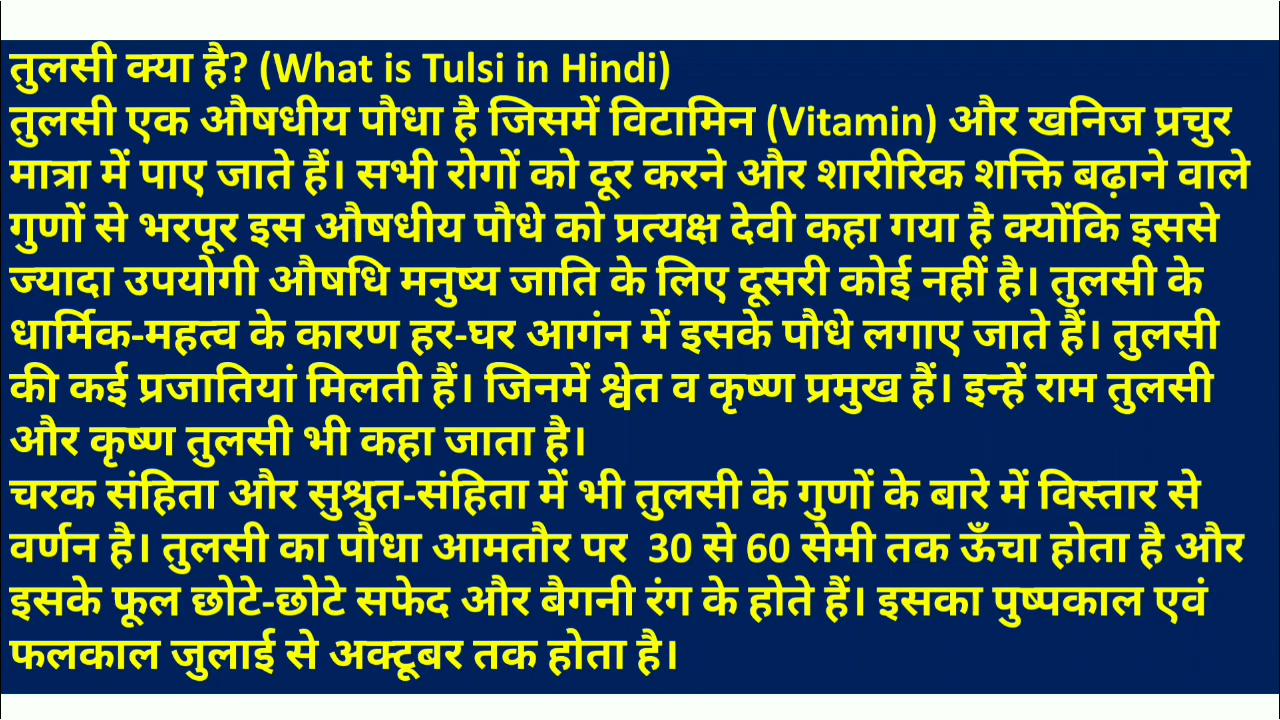 तुलसी क्या है? (What is Tulsi in Hindi)
तुलसी एक औषधीय पौधा है जिसमें विटामिन (Vitamin) और खनिज प्रचुर
मात्रा में पाए जाते हैं। सभी रोगों को दूर करने और शारीरिक शक्ति बढ़ाने वाले
गुणों से भरपूर इस औषधीय पौधे को प्रत्यक्ष देवी कहा गया है क्योंकि इससे
ज्यादा उपयोगी औषधि मनुष्य जाति के लिए दूसरी कोई नहीं है। तुलसी के
धार्मिक-महत्व के कारण हर-घर आगंन में इसके पौधे लगाए जाते हैं। तुलसी
की कई प्रजातियां मिलती हैं। जिनमें श्वेत व कृष्ण प्रमुख हैं। इन्हें राम तुलसी
और कृष्ण तुलसी भी कहा जाता है।
चरक संहिता और सुश्रुत-संहिता में भी तुलसी के गुणों के बारे में विस्तार से
वर्णन है। तुलसी का पौधा आमतौर पर  30 से 60 सेमी तक ऊँचा होता है और
इसके फूल छोटे-छोटे सफेद और बैगनी रंग के होते हैं। इसका पुष्पकाल एवं
फलकाल जुलाई से अक्टूबर तक होता है।